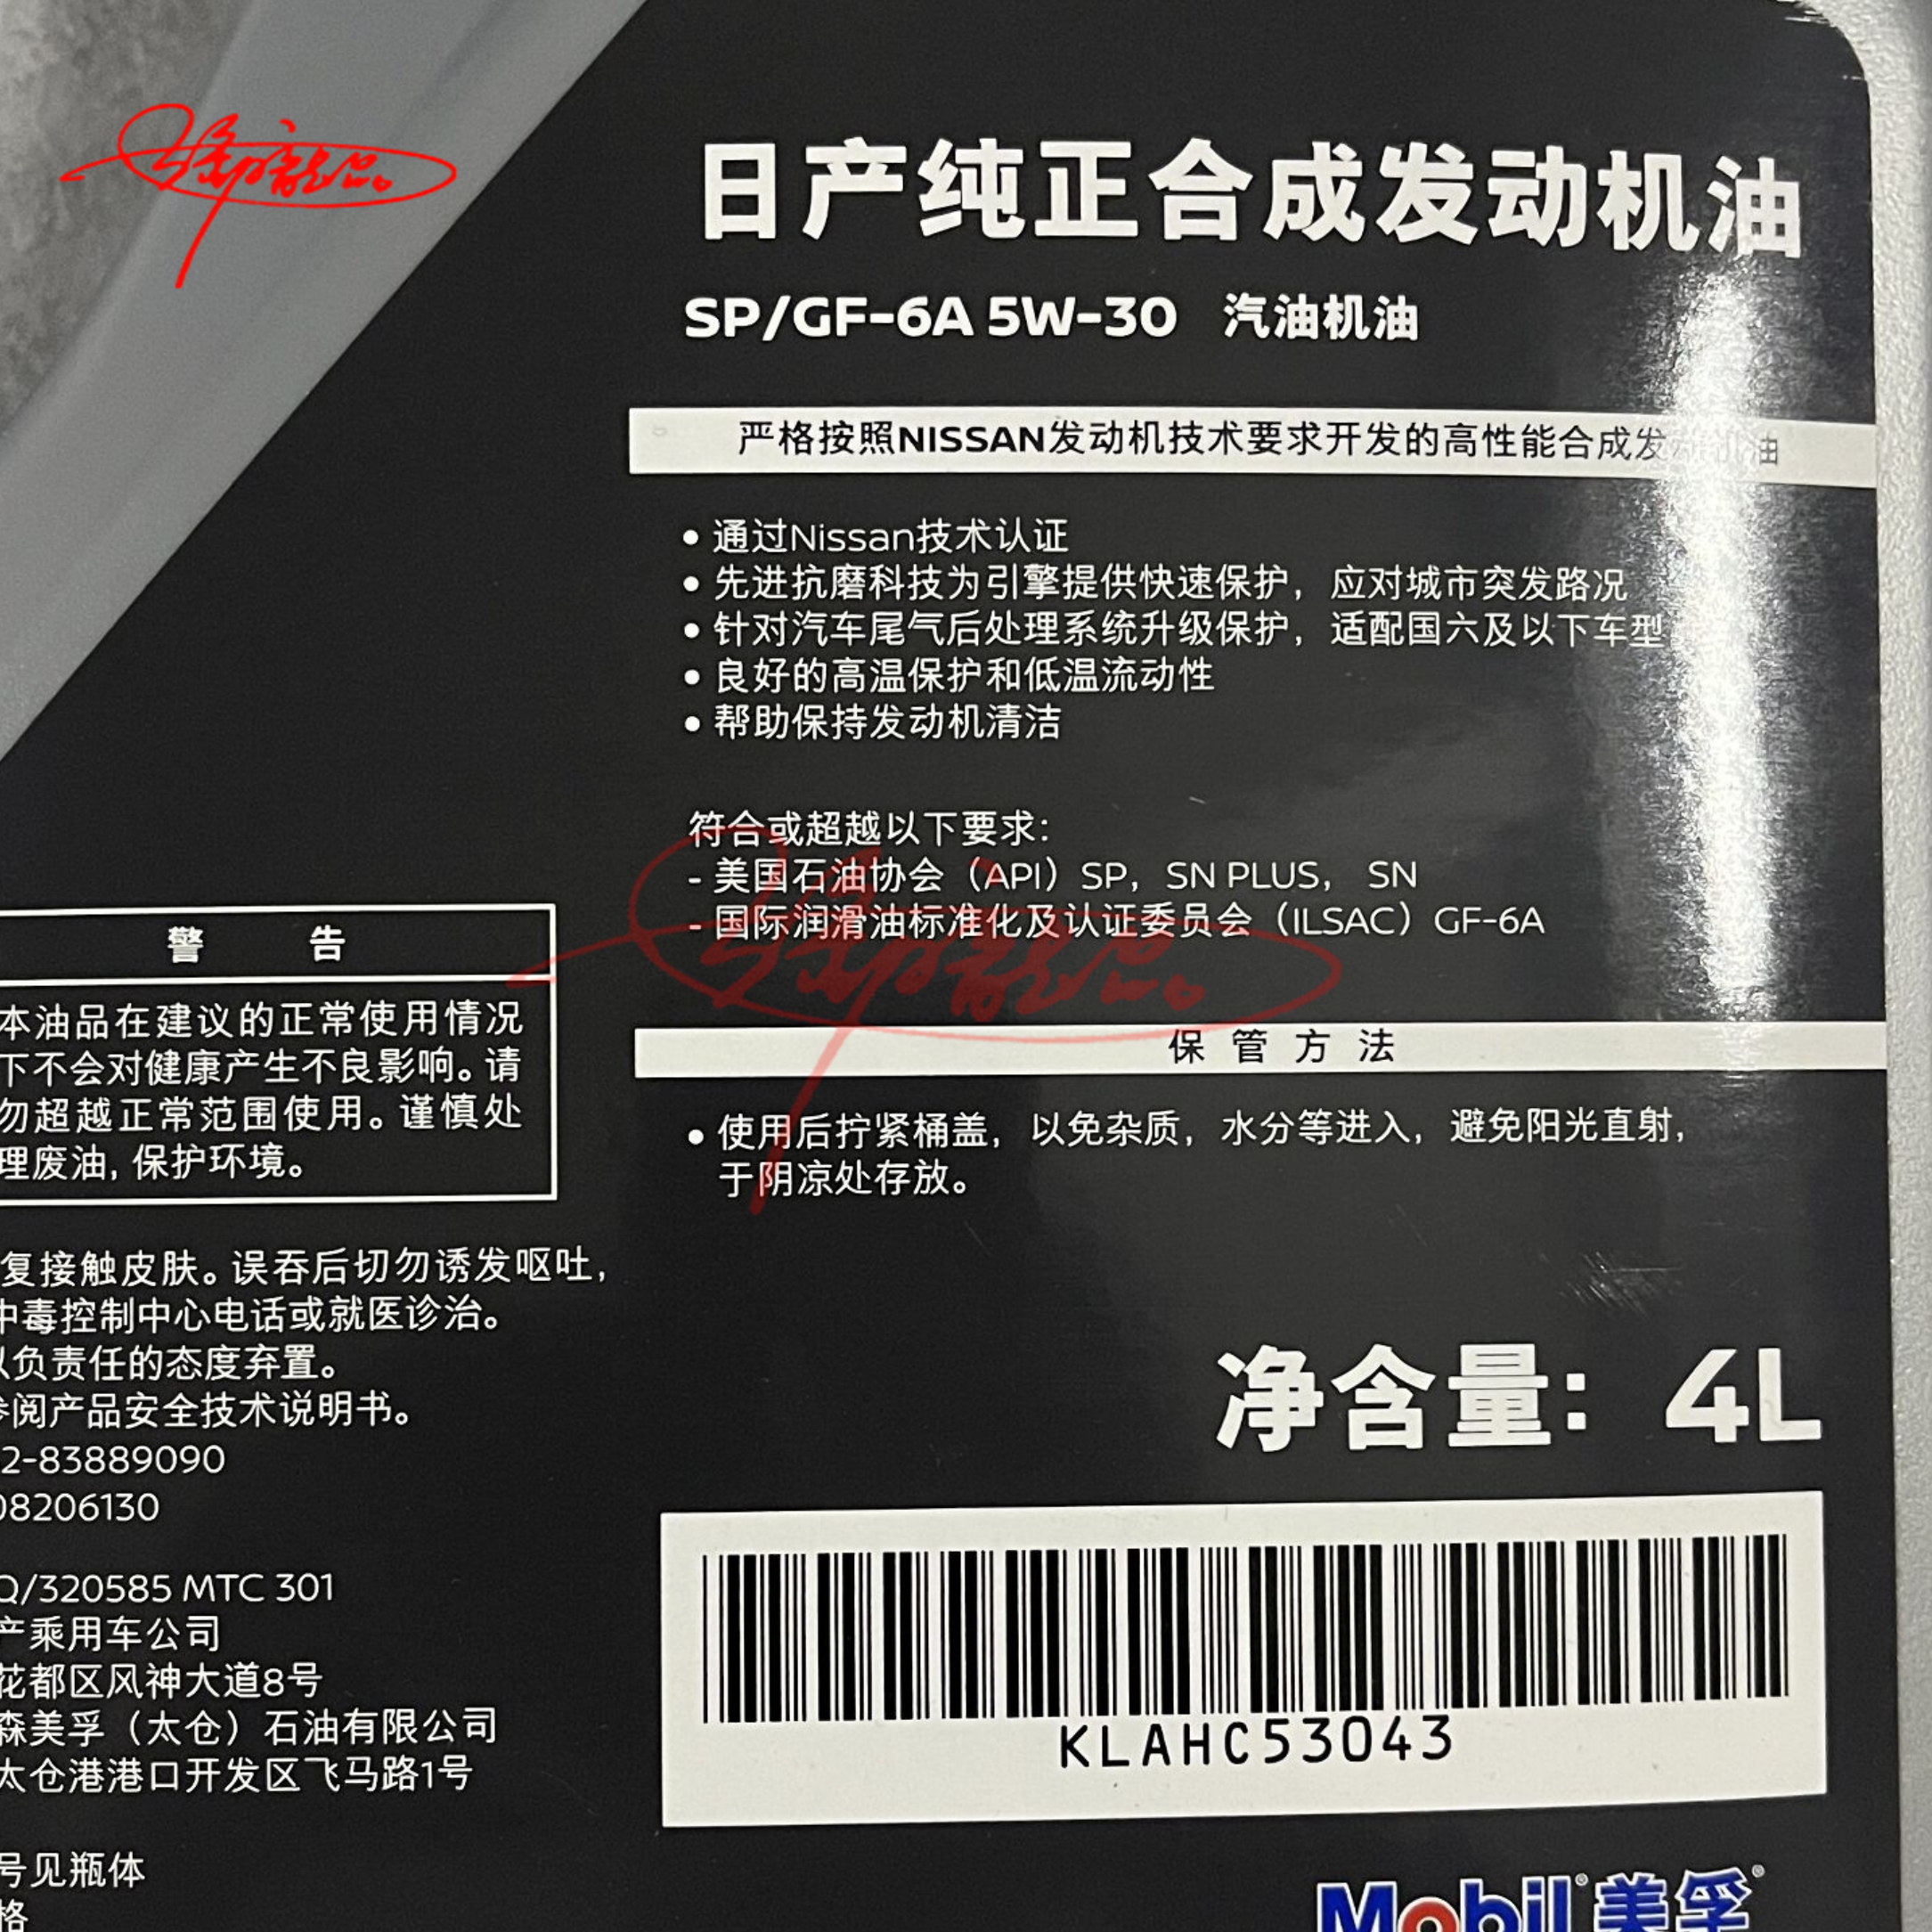 日产纯正合成发动机油
SP/GF-6A 5W-30 汽油机油
严格按照NISSAN发动机技术要求开发的高性能合成发动机油
• 通过Nissan技术认证
• 先进抗磨科技为引擎提供快速保护，应对城市突发路况
• 针对汽车尾气后处理系统升级保护，适配国六及以下车型
• 良好的高温保护和低温流动性
• 帮助保持发动机清洁
符合或超越以下要求：
- 美国石油协会（API）SP，SN PLUS， SN
- 国际润滑油标准化及认证委员会（ILSAC）GF-6A
保管方法
• 使用后拧紧桶盖，以免杂质，水分等进入，避免阳光直射，
于阴凉处存放。
净含量：4L
KLAHC53043
Mobil® 美孚®
警 告
本油品在建议的正常使用情况
下不会对健康产生不良影响。请
勿超越正常范围使用。谨慎处
理废油，保护环境。
复接触皮肤。误吞后切勿诱发呕吐，
中毒控制中心电话或就医诊治。
以负责任的态度弃置。
参阅产品安全技术说明书。
2-83889090
08206130
Q/320585 MTC 301
产乘用车公司
花都区风神大道8号
森美孚（太仓）石油有限公司
太仓港港口开发区飞马路1号
号见瓶体
格